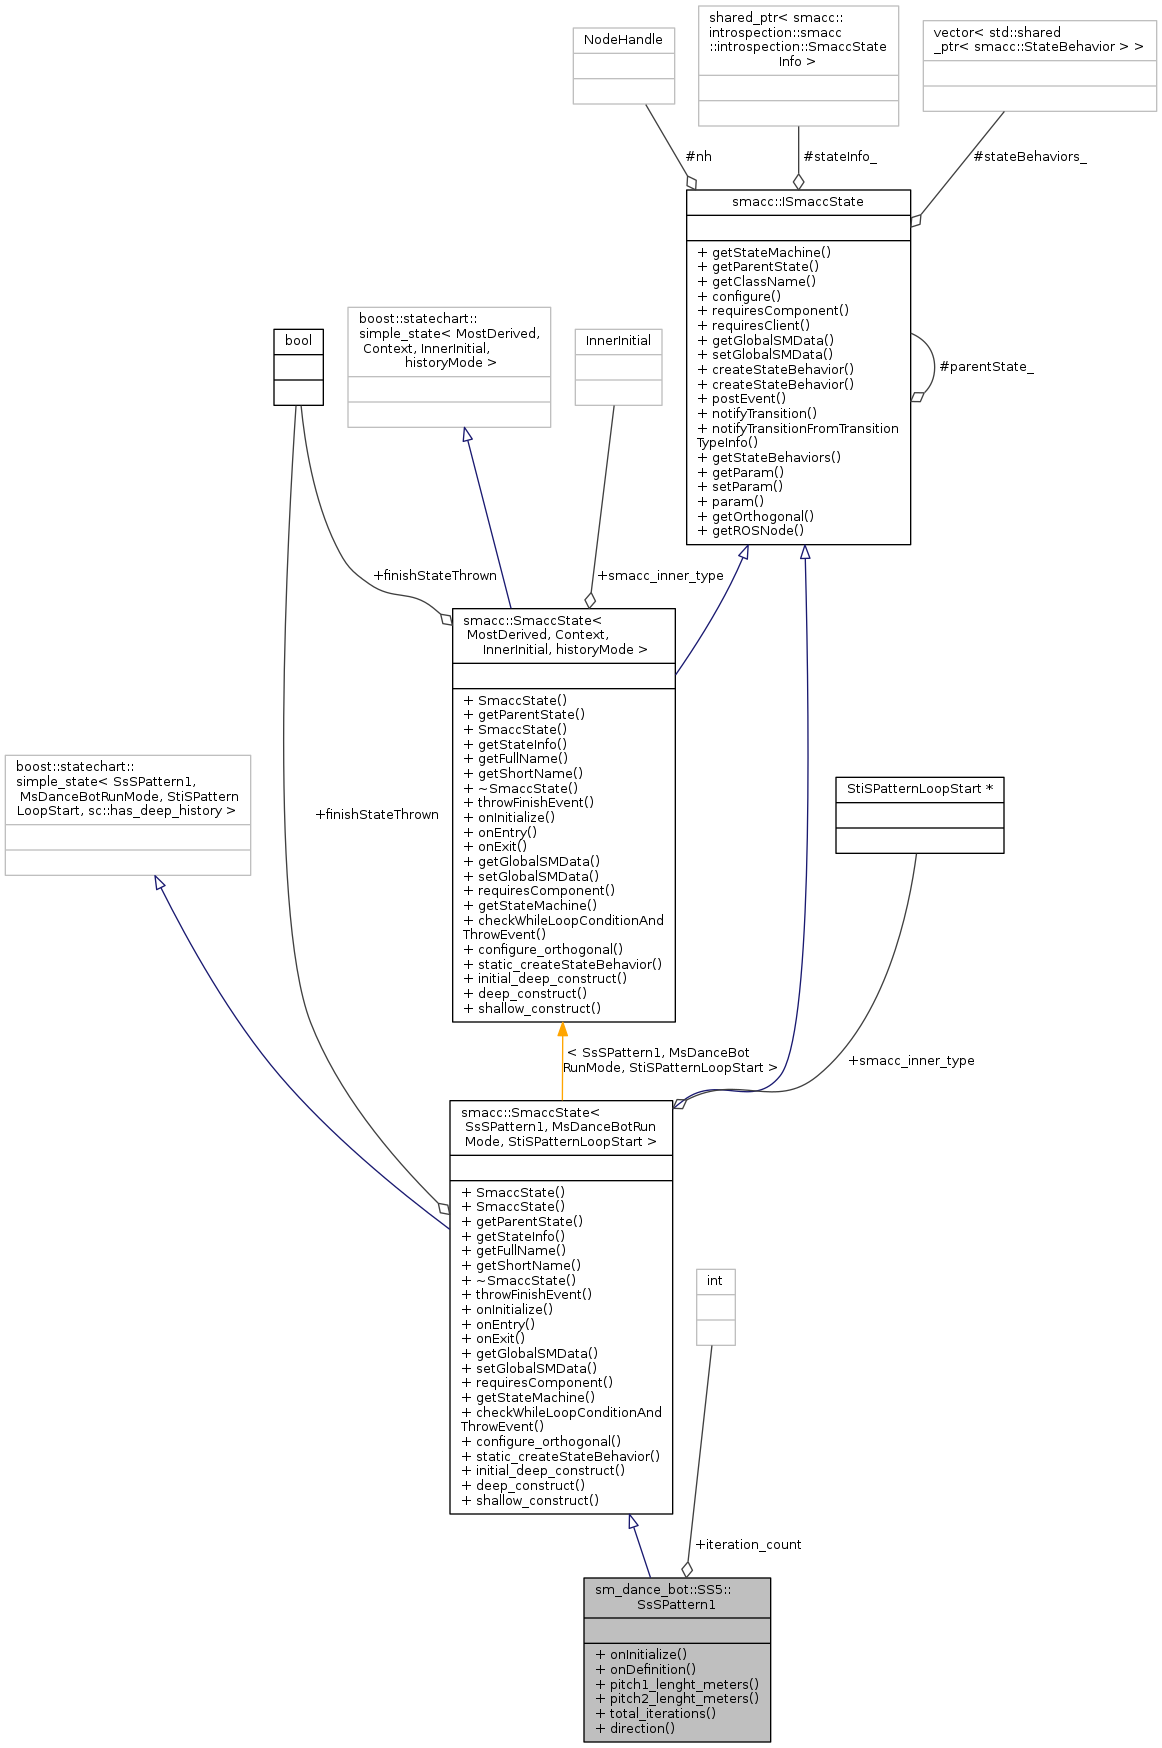 NodeHandle
shared_ptr< smacc::
introspection::smacc
::introspection::SmaccState
Info >
vector< std::shared
_ptr< smacc::StateBehavior > >
#nh
#stateInfo_
#stateBehaviors_
smacc::ISmaccState
+ getStateMachine()
+ getParentState()
+ getClassName()
+ configure()
+ requiresComponent()
+ requiresClient()
+ getGlobalSMData()
+ setGlobalSMData()
+ createStateBehavior()
+ createStateBehavior()
+ postEvent()
+ notifyTransition()
+ notifyTransitionFromTransition
TypeInfo()
+ getStateBehaviors()
+ getParam()
+ setParam()
+ param()
+ getOrthogonal()
+ getROSNode()
#parentState_
bool
boost::statechart::
simple_state< MostDerived,
Context, InnerInitial,
historyMode >
InnerInitial
+finishStateThrown
+smacc_inner_type
smacc::SmaccState<
MostDerived, Context,
InnerInitial, historyMode >
+ SmaccState()
+ getParentState()
+ SmaccState()
+ getStateInfo()
+ getFullName()
+ getShortName()
+ ~SmaccState()
+ throwFinishEvent()
+ onInitialize()
+ onEntry()
+ onExit()
+ getGlobalSMData()
+ setGlobalSMData()
+ requiresComponent()
+ getStateMachine()
+ checkWhileLoopConditionAnd
ThrowEvent()
+ configure_orthogonal()
+ static_createStateBehavior()
+ initial_deep_construct()
+ deep_construct()
+ shallow_construct()
boost::statechart::
simple_state< SsSPattern1,
MsDanceBotRunMode, StiSPattern
LoopStart, sc::has_deep_history >
+finishStateThrown
StiSPatternLoopStart *
< SsSPattern1, MsDanceBot
RunMode, StiSPatternLoopStart >
+smacc_inner_type
smacc::SmaccState<
SsSPattern1, MsDanceBotRun
Mode, StiSPatternLoopStart >
+ SmaccState()
+ SmaccState()
+ getParentState()
+ getStateInfo()
+ getFullName()
+ getShortName()
+ ~SmaccState()
+ throwFinishEvent()
+ onInitialize()
+ onEntry()
+ onExit()
+ getGlobalSMData()
+ setGlobalSMData()
+ requiresComponent()
+ getStateMachine()
+ checkWhileLoopConditionAnd
ThrowEvent()
+ configure_orthogonal()
+ static_createStateBehavior()
+ initial_deep_construct()
+ deep_construct()
+ shallow_construct()
int
+iteration_count
sm_dance_bot::SS5::
SsSPattern1
+ onInitialize()
+ onDefinition()
+ pitch1_lenght_meters()
+ pitch2_lenght_meters()
+ total_iterations()
+ direction()